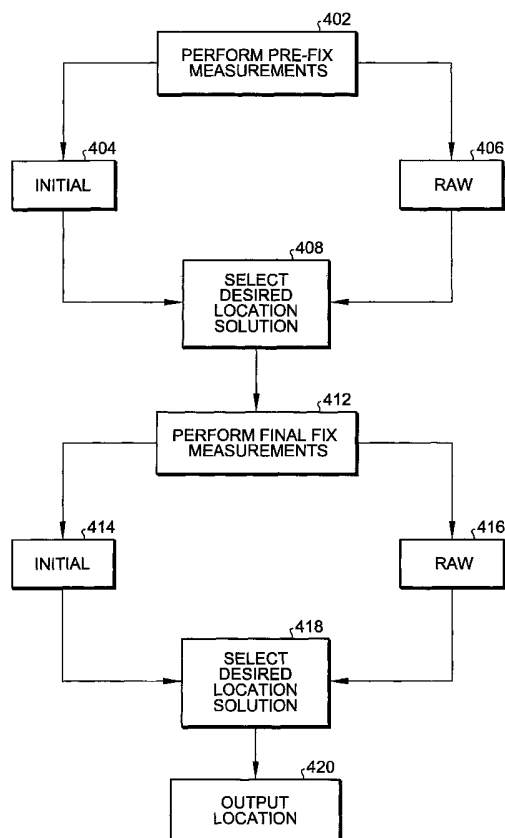 402
PERFORM PRE-FIX
MEASUREMENTS
404
INITIAL
406
RAW
408
SELECT
DESIRED
LOCATION
SOLUTION
412
PERFORM FINAL FIX
MEASUREMENTS
414
INITIAL
416
RAW
418
SELECT
DESIRED
LOCATION
SOLUTION
420
OUTPUT
LOCATION